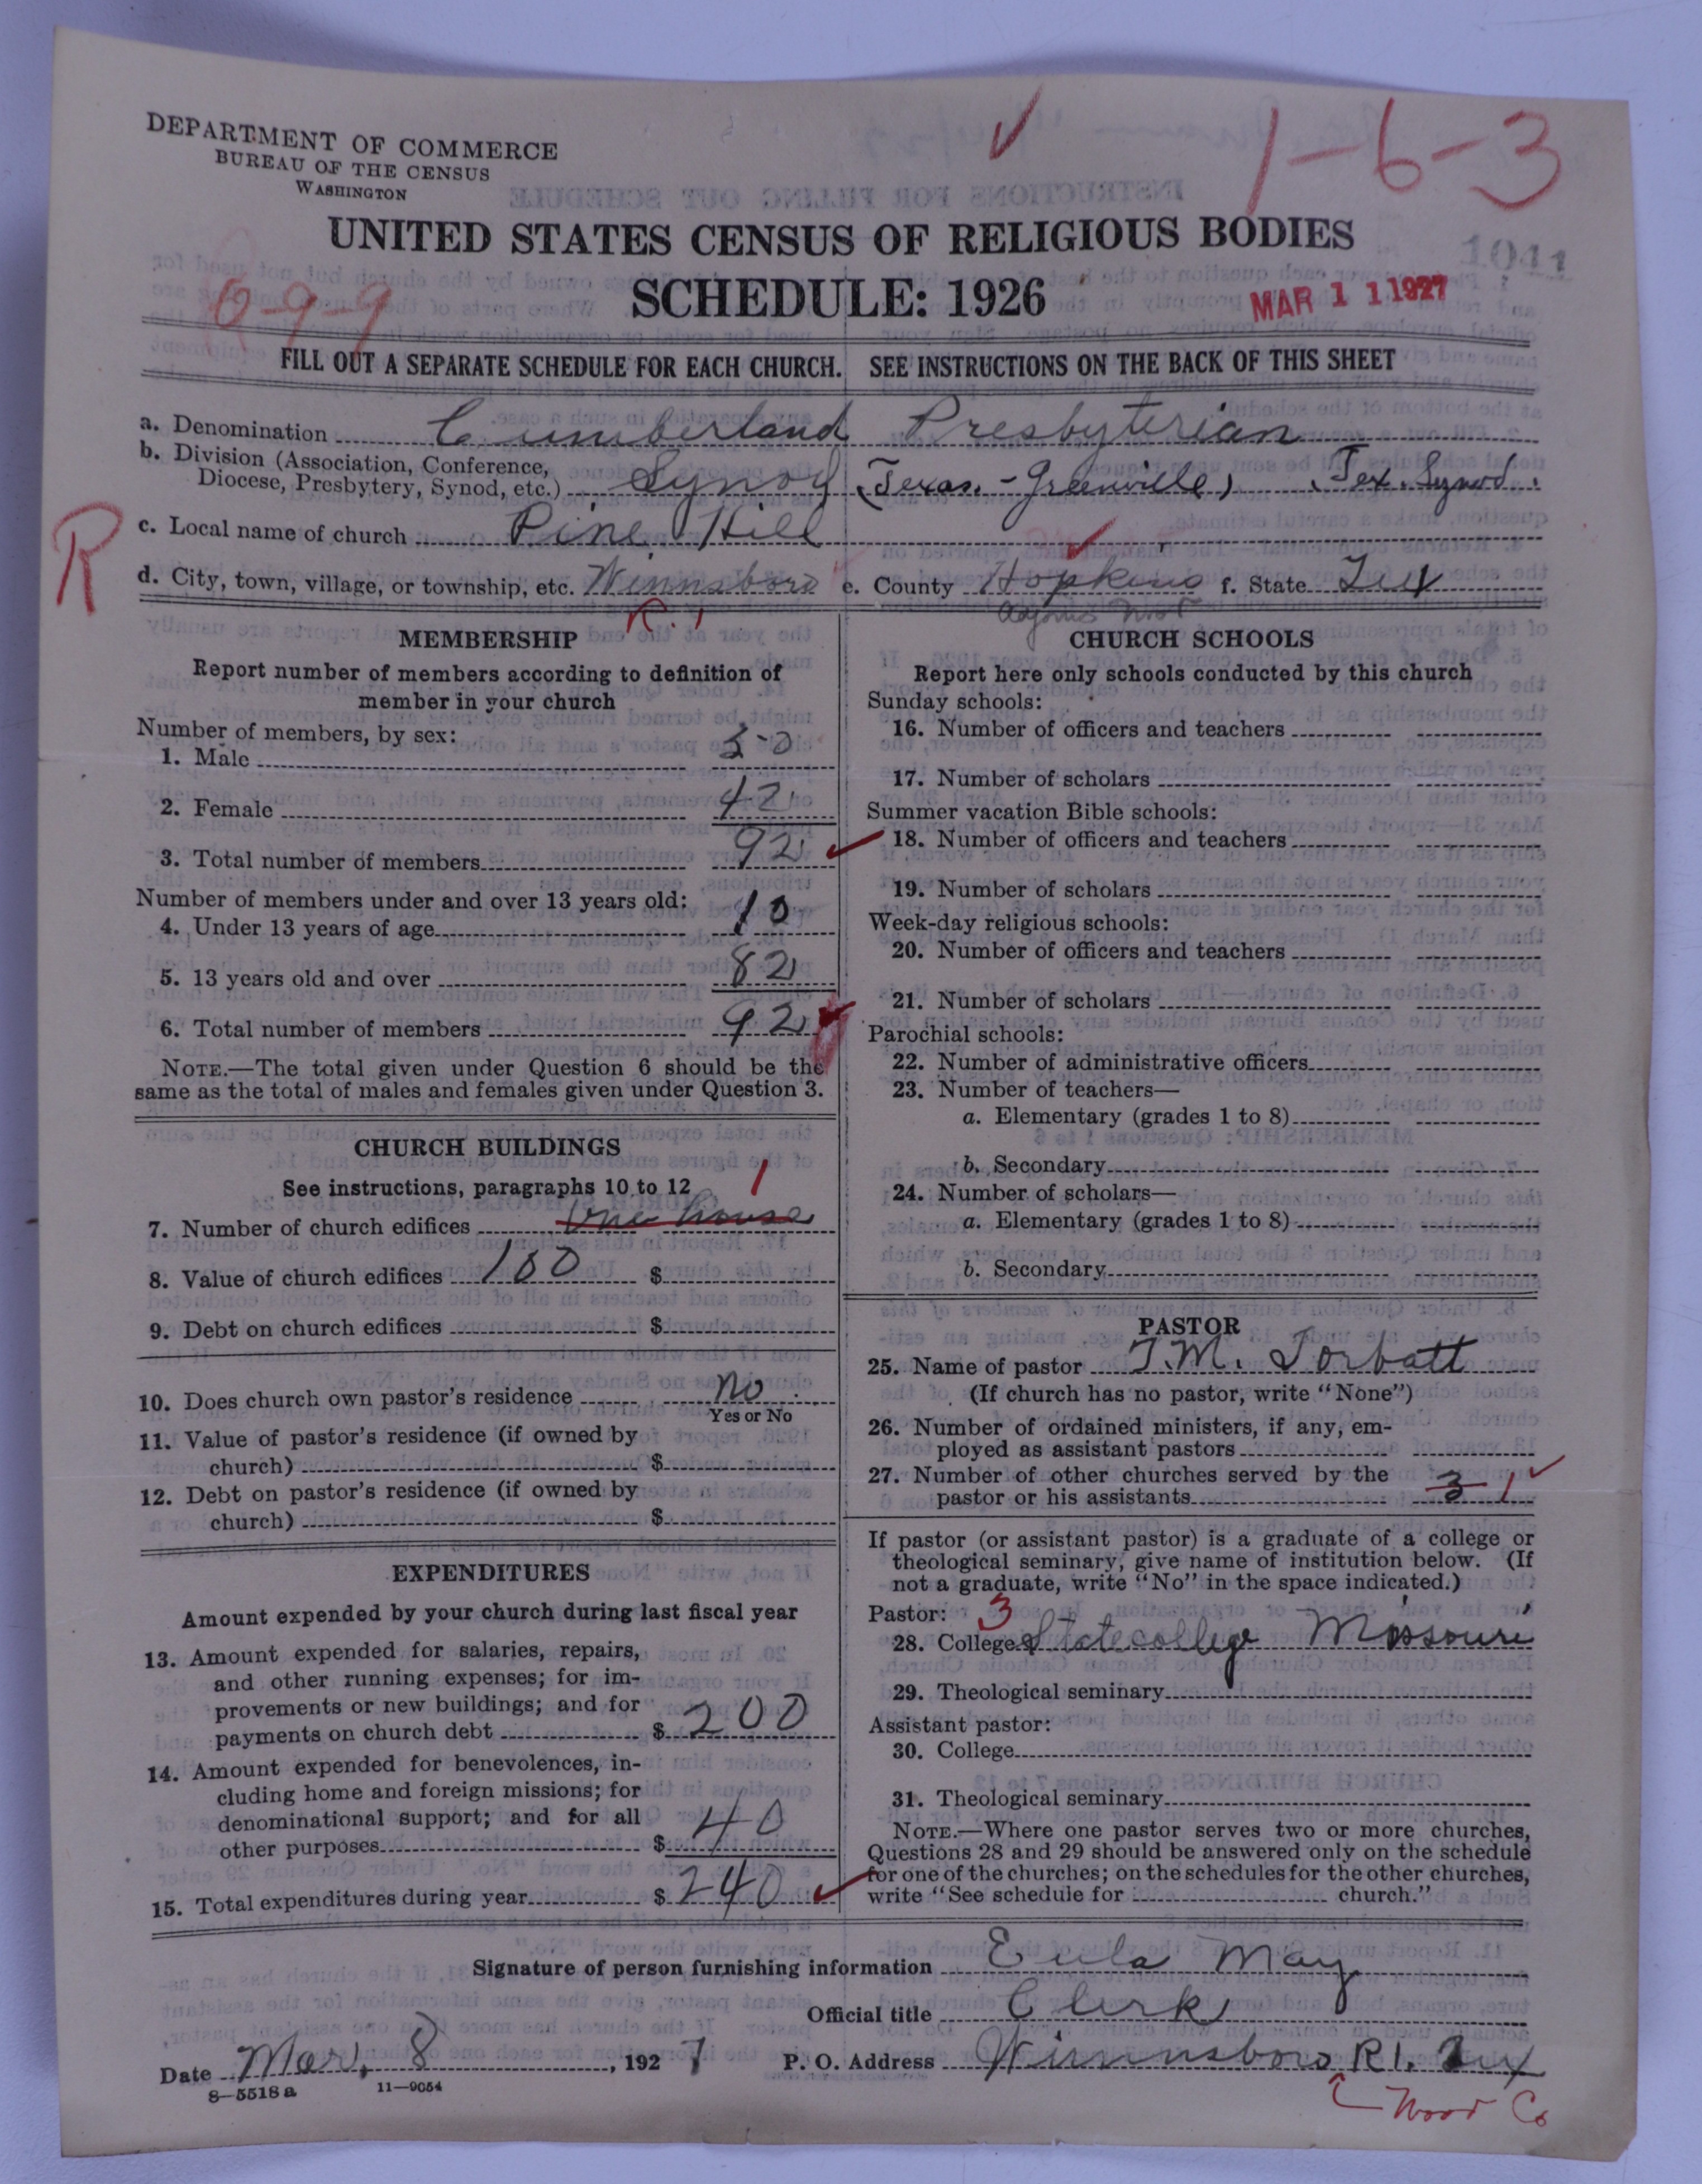 DEPARTMENT OF COMMERCE
BUREAU OF THE CENSUS
WASHINGTON
1-6-3
UNITED STATES CENSUS OF RELIGIOUS BODIES
SCHEDULE: 1926
1041
MAR 11 1927
0-9-9
FILL OUT A SEPARATE SCHEDULE FOR EACH CHURCH. SEE INSTRUCTIONS ON THE BACK OF THIS SHEET
a. Denomination Cumberland Presbyterian
b. Division (Association, Conference,
Diocese, Presbytery, Synod, etc.) Synod (Texas - Greenville) Tex. Synod.
R
c. Local name of church Pine Hill
d. City, town, village, or township, etc. Winnsboro e. County Hopkins f. State Tex
R. 1
MEMBERSHIP
Report number of members according to definition of
member in your church
Number of members, by sex:
1. Male 50
2. Female 42
3. Total number of members 92
Number of members under and over 13 years old:
4. Under 13 years of age 10
5. 13 years old and over 82
6. Total number of members 92
NOTE.—The total given under Question 6 should be the
same as the total of males and females given under Question 3.
CHURCH BUILDINGS
See instructions, paragraphs 10 to 12
1
7. Number of church edifices One house
8. Value of church edifices 100 $
9. Debt on church edifices $
10. Does church own pastor's residence No
Yes or No
11. Value of pastor's residence (if owned by
church) $
12. Debt on pastor's residence (if owned by
church) $
EXPENDITURES
Amount expended by your church during last fiscal year
13. Amount expended for salaries, repairs,
and other running expenses; for im-
provements or new buildings; and for
payments on church debt $ 200
14. Amount expended for benevolences, in-
cluding home and foreign missions; for
denominational support; and for all
other purposes $ 40
15. Total expenditures during year $ 240
CHURCH SCHOOLS
Report here only schools conducted by this church
Sunday schools:
16. Number of officers and teachers
17. Number of scholars
Summer vacation Bible schools:
18. Number of officers and teachers
19. Number of scholars
Week-day religious schools:
20. Number of officers and teachers
21. Number of scholars
Parochial schools:
22. Number of administrative officers
23. Number of teachers—
a. Elementary (grades 1 to 8)
b. Secondary
24. Number of scholars—
a. Elementary (grades 1 to 8)
b. Secondary
PASTOR
25. Name of pastor T.M. Torbatt
(If church has no pastor, write "None")
26. Number of ordained ministers, if any, em-
ployed as assistant pastors
27. Number of other churches served by the
pastor or his assistants 3 1
If pastor (or assistant pastor) is a graduate of a college or
theological seminary, give name of institution below. (If
not a graduate, write "No" in the space indicated.)
Pastor: 3
28. College State college Missouri
29. Theological seminary
Assistant pastor:
30. College
31. Theological seminary
NOTE.—Where one pastor serves two or more churches,
Questions 28 and 29 should be answered only on the schedule
for one of the churches; on the schedules for the other churches,
write "See schedule for church."
Signature of person furnishing information Eula May
Official title Clerk
Date Mar, 8, 1927 P. O. Address Winnsboro R1. Tex
8—5518 a 11—9054
Wood Co